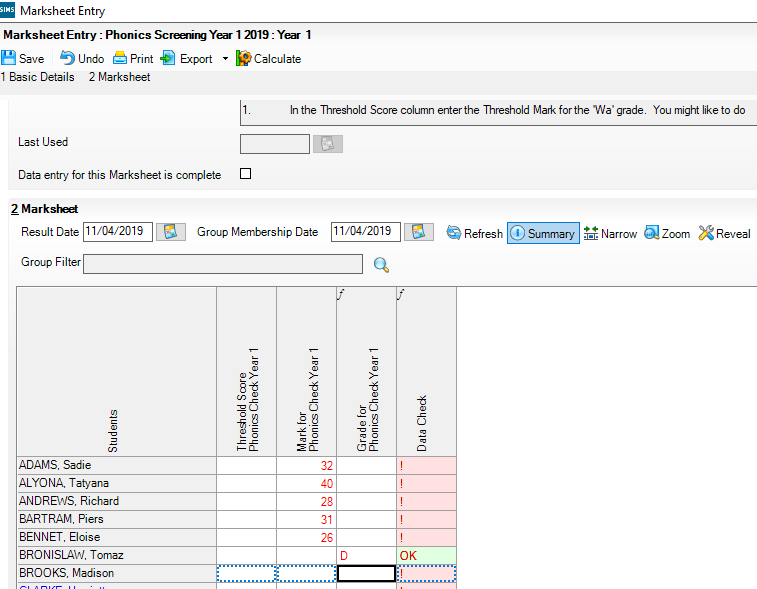 SIMS Marksheet Entry
Marksheet Entry : Phonics Screening Year 1 2019 : Year 1
Save Undo Print Export Calculate
1 Basic Details 2 Marksheet
1. In the Threshold Score column enter the Threshold Mark for the 'Wa' grade. You might like to do
Last Used
Data entry for this Marksheet is complete
2 Marksheet
Result Date 11/04/2019 Group Membership Date 11/04/2019 Refresh Summary Narrow Zoom Reveal
Group Filter
f f
Students
Threshold Score
Phonics Check Year 1
Mark for
Phonics Check Year 1
Grade for
Phonics Check Year 1
Data Check
ADAMS, Sadie 32 !
ALYONA, Tatyana 40 !
ANDREWS, Richard 28 !
BARTRAM, Piers 31 !
BENNET, Eloise 26 !
BRONISLAW, Tomaz D OK
BROOKS, Madison !